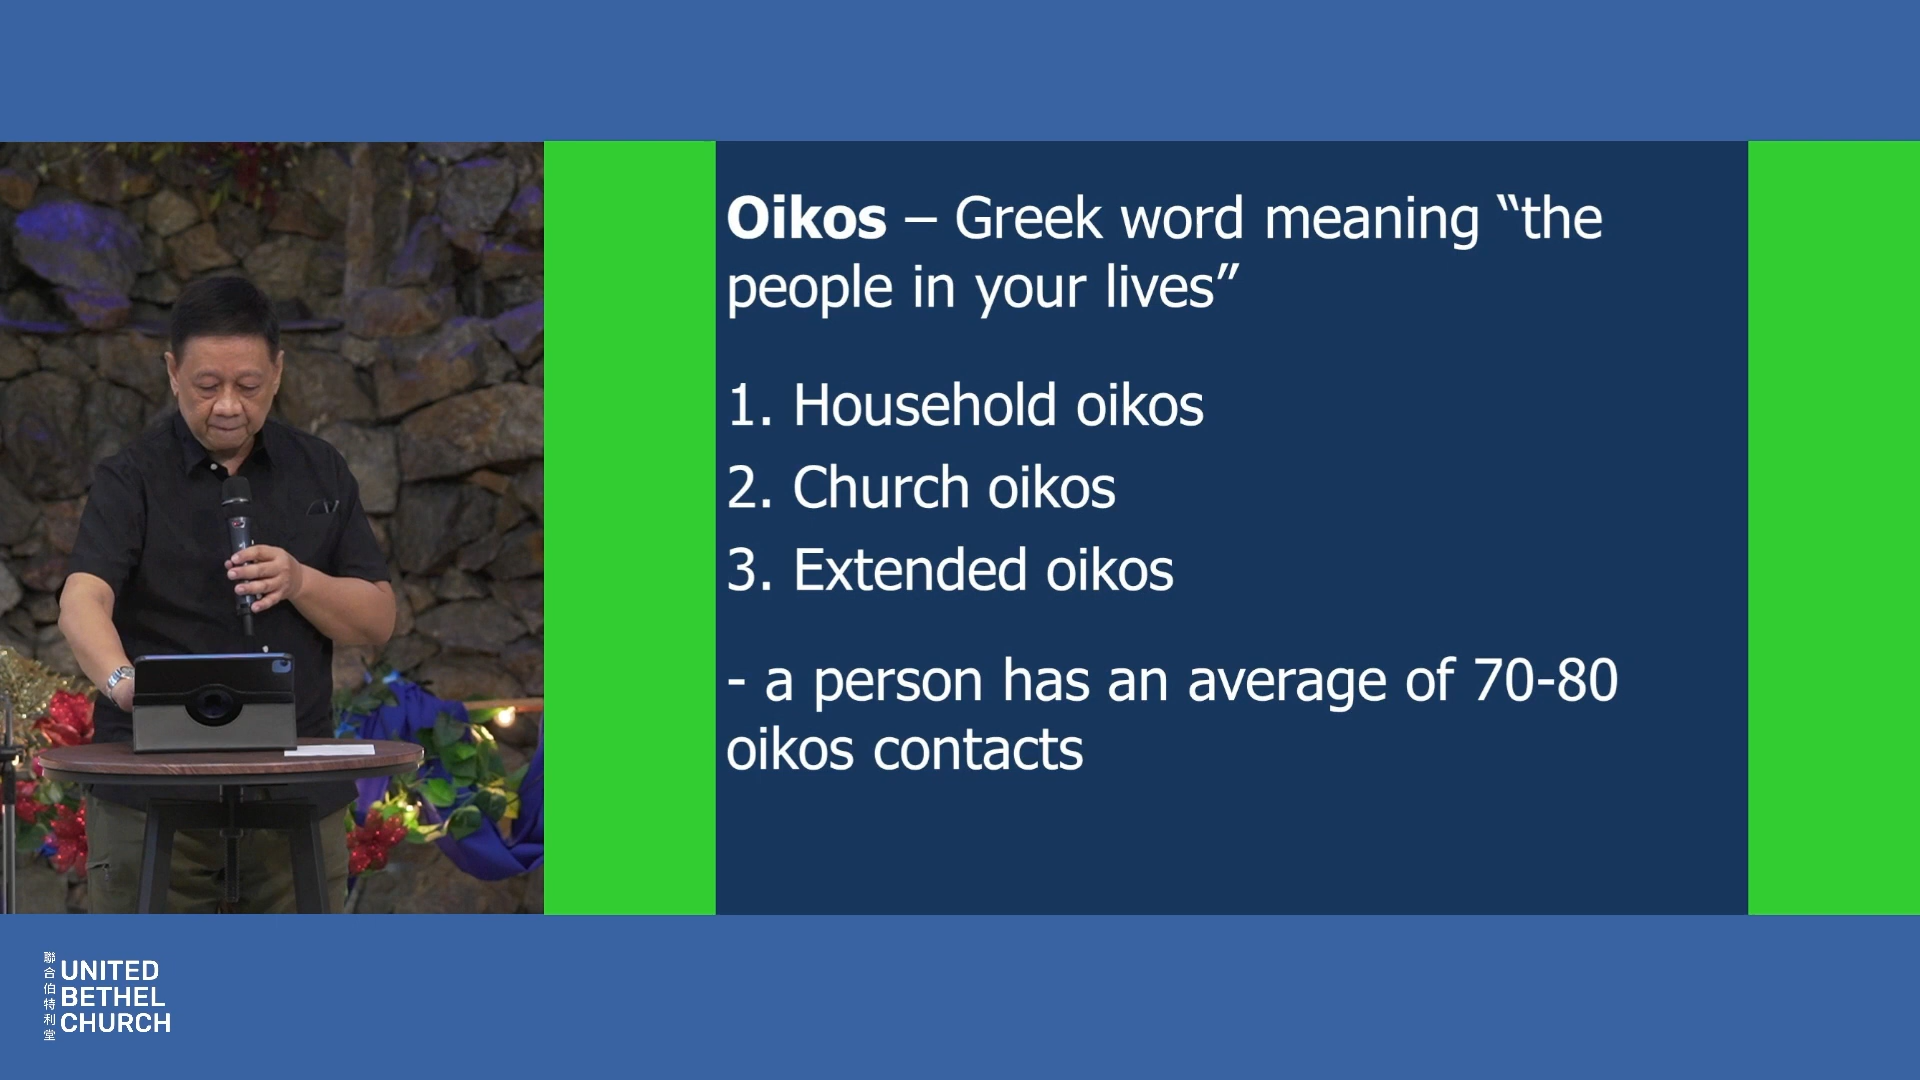 Oikos – Greek word meaning “the
people in your lives”
1. Household oikos
2. Church oikos
3. Extended oikos
- a person has an average of 70-80
oikos contacts
聯合伯特利堂
UNITED
BETHEL
CHURCH